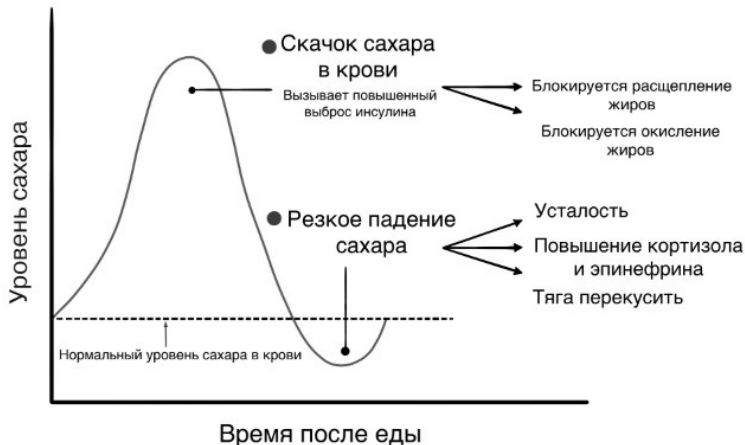 Скачок сахара
в крови
Вызывает повышенный
выброс инсулина
Блокируется расщепление
жиров
Блокируется окисление
жиров
Резкое падение
сахара
Усталость
Повышение кортизола
и эпинефрина
Тяга перекусить
Нормальный уровень сахара в крови
Уровень сахара
Время после еды